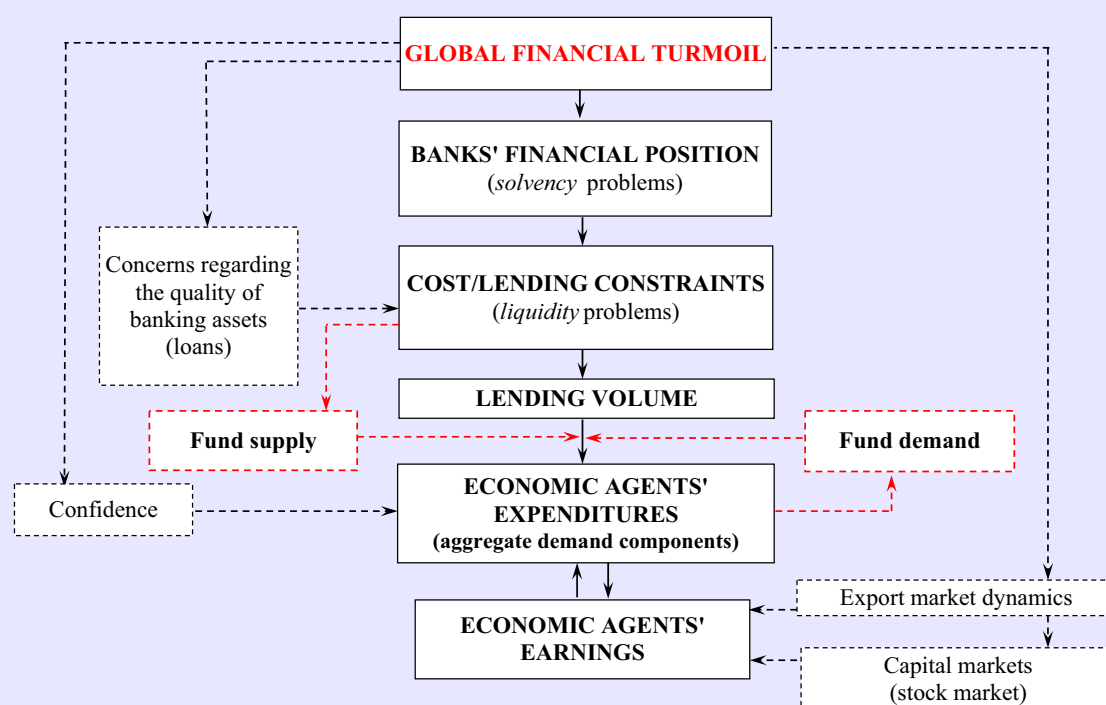 GLOBAL FINANCIAL TURMOIL
BANKS' FINANCIAL POSITION
(solvency problems)
Concerns regarding
the quality of
banking assets
(loans)
COST/LENDING CONSTRAINTS
(liquidity problems)
LENDING VOLUME
Fund supply
Fund demand
Confidence
ECONOMIC AGENTS'
EXPENDITURES
(aggregate demand components)
Export market dynamics
ECONOMIC AGENTS'
EARNINGS
Capital markets
(stock market)